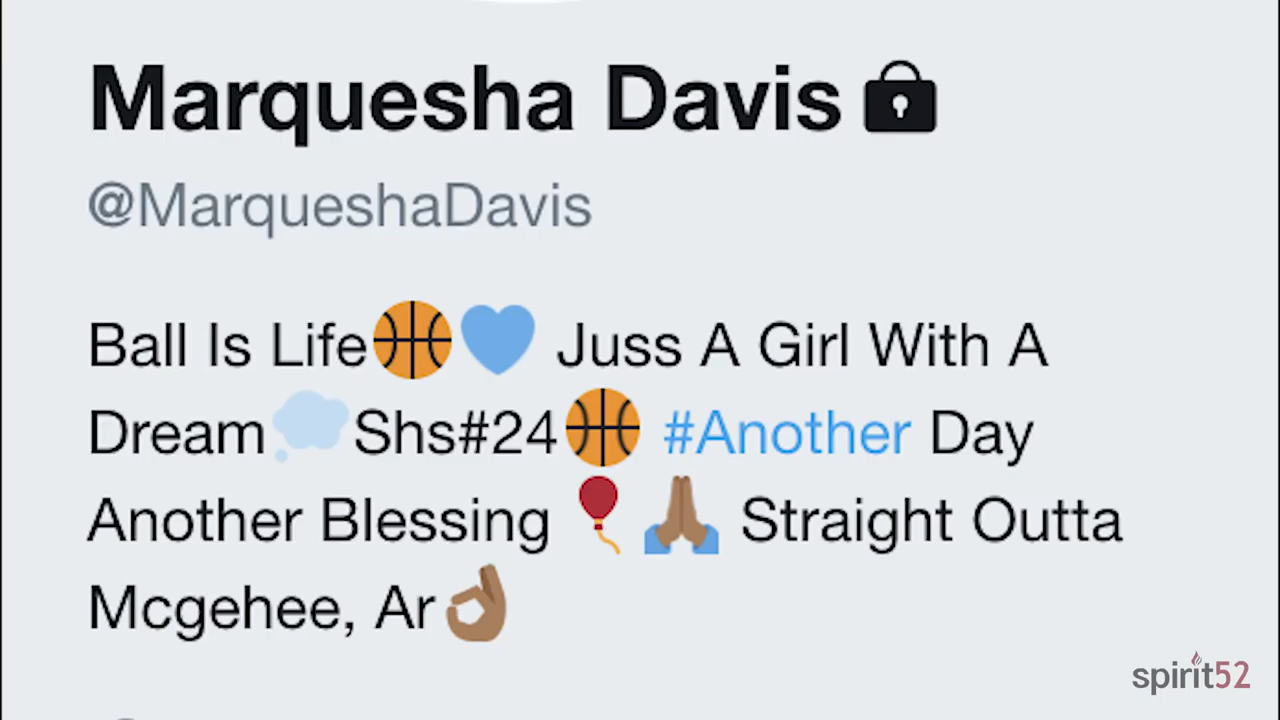 Marquesha Davis🔒
@MarqueshaDavis
Ball Is Life🏀💙 Juss A Girl With A
Dream💭Shs#24🏀 #Another Day
Another Blessing 🎈🙏🏾 Straight Outta
Mcgehee, Ar👌🏾
spirit52